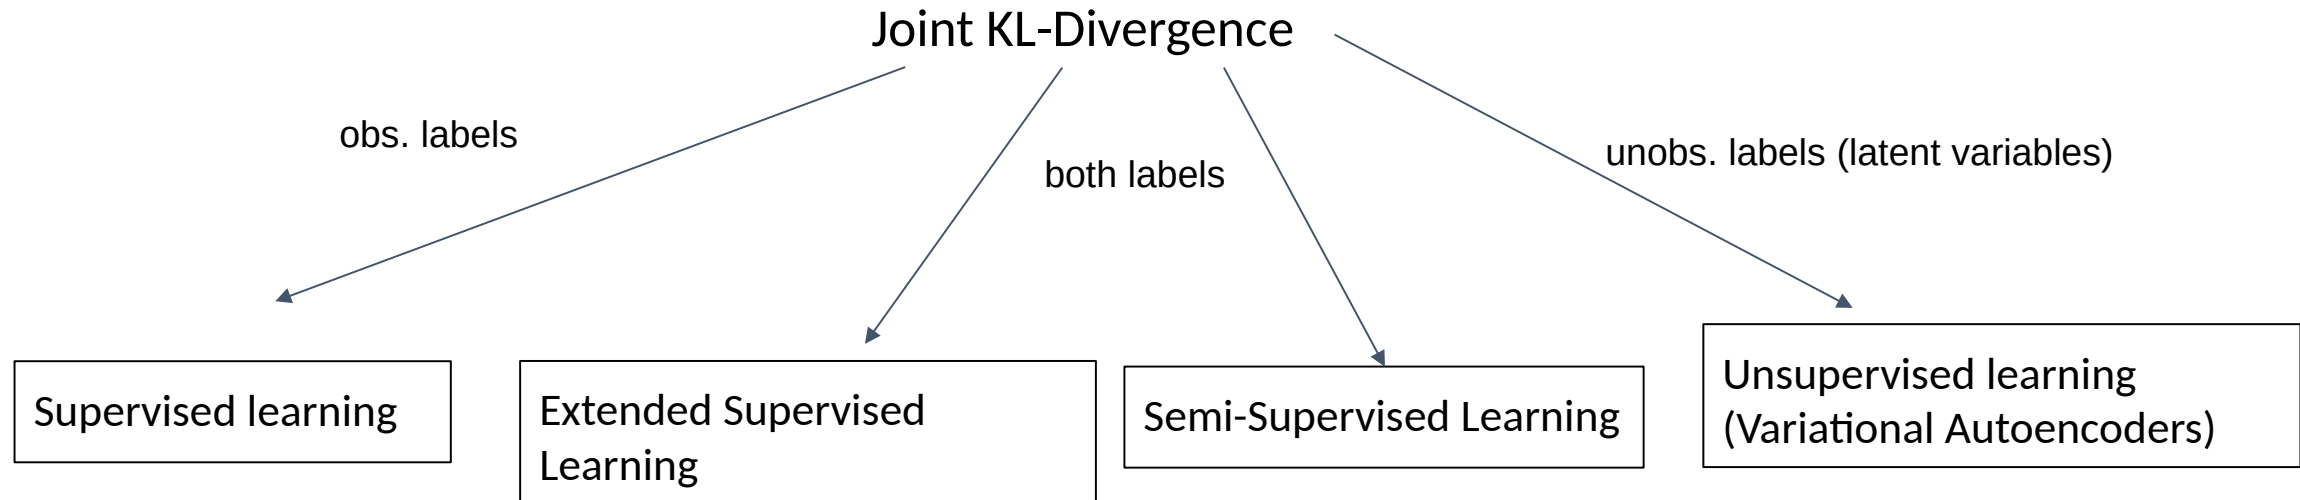 Joint KL-Divergence
obs. labels
both labels
unobs. labels (latent variables)
Supervised learning
Extended Supervised
Learning
Semi-Supervised Learning
Unsupervised learning
(Variational Autoencoders)